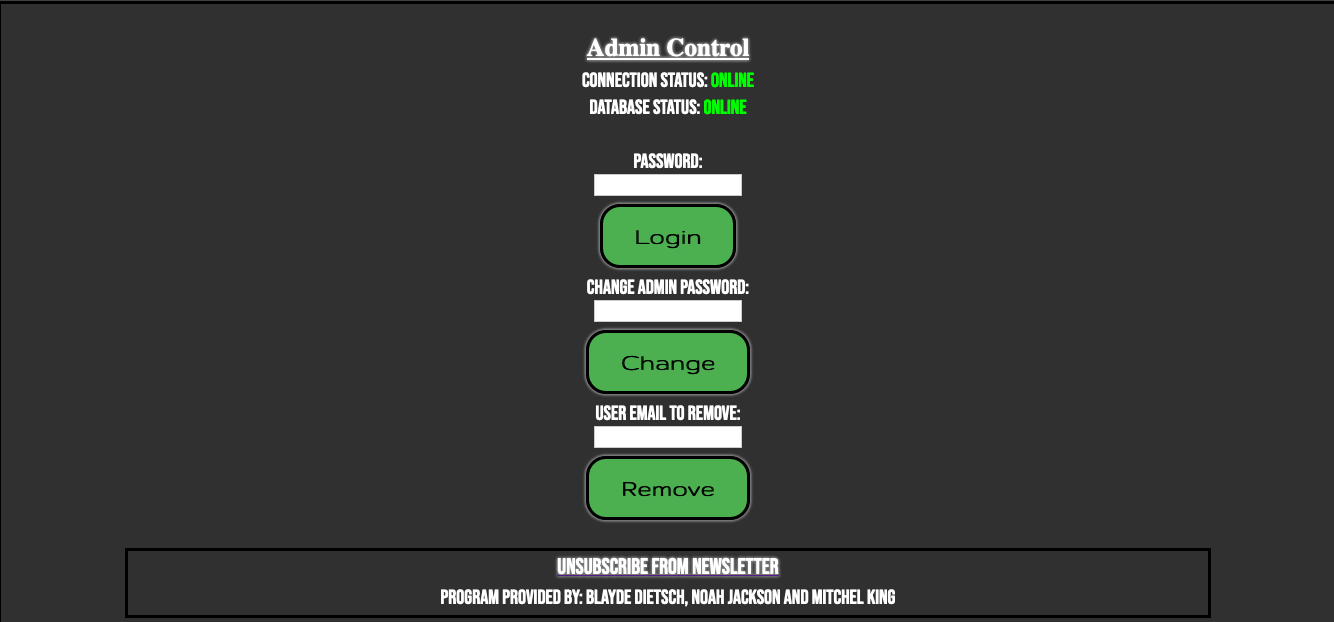 Admin Control
CONNECTION STATUS: ONLINE
DATABASE STATUS: ONLINE
PASSWORD:
Login
CHANGE ADMIN PASSWORD:
Change
USER EMAIL TO REMOVE:
Remove
UNSUBSCRIBE FROM NEWSLETTER
PROGRAM PROVIDED BY: BLAYDE DIETSCH, NOAH JACKSON AND MITCHEL KING